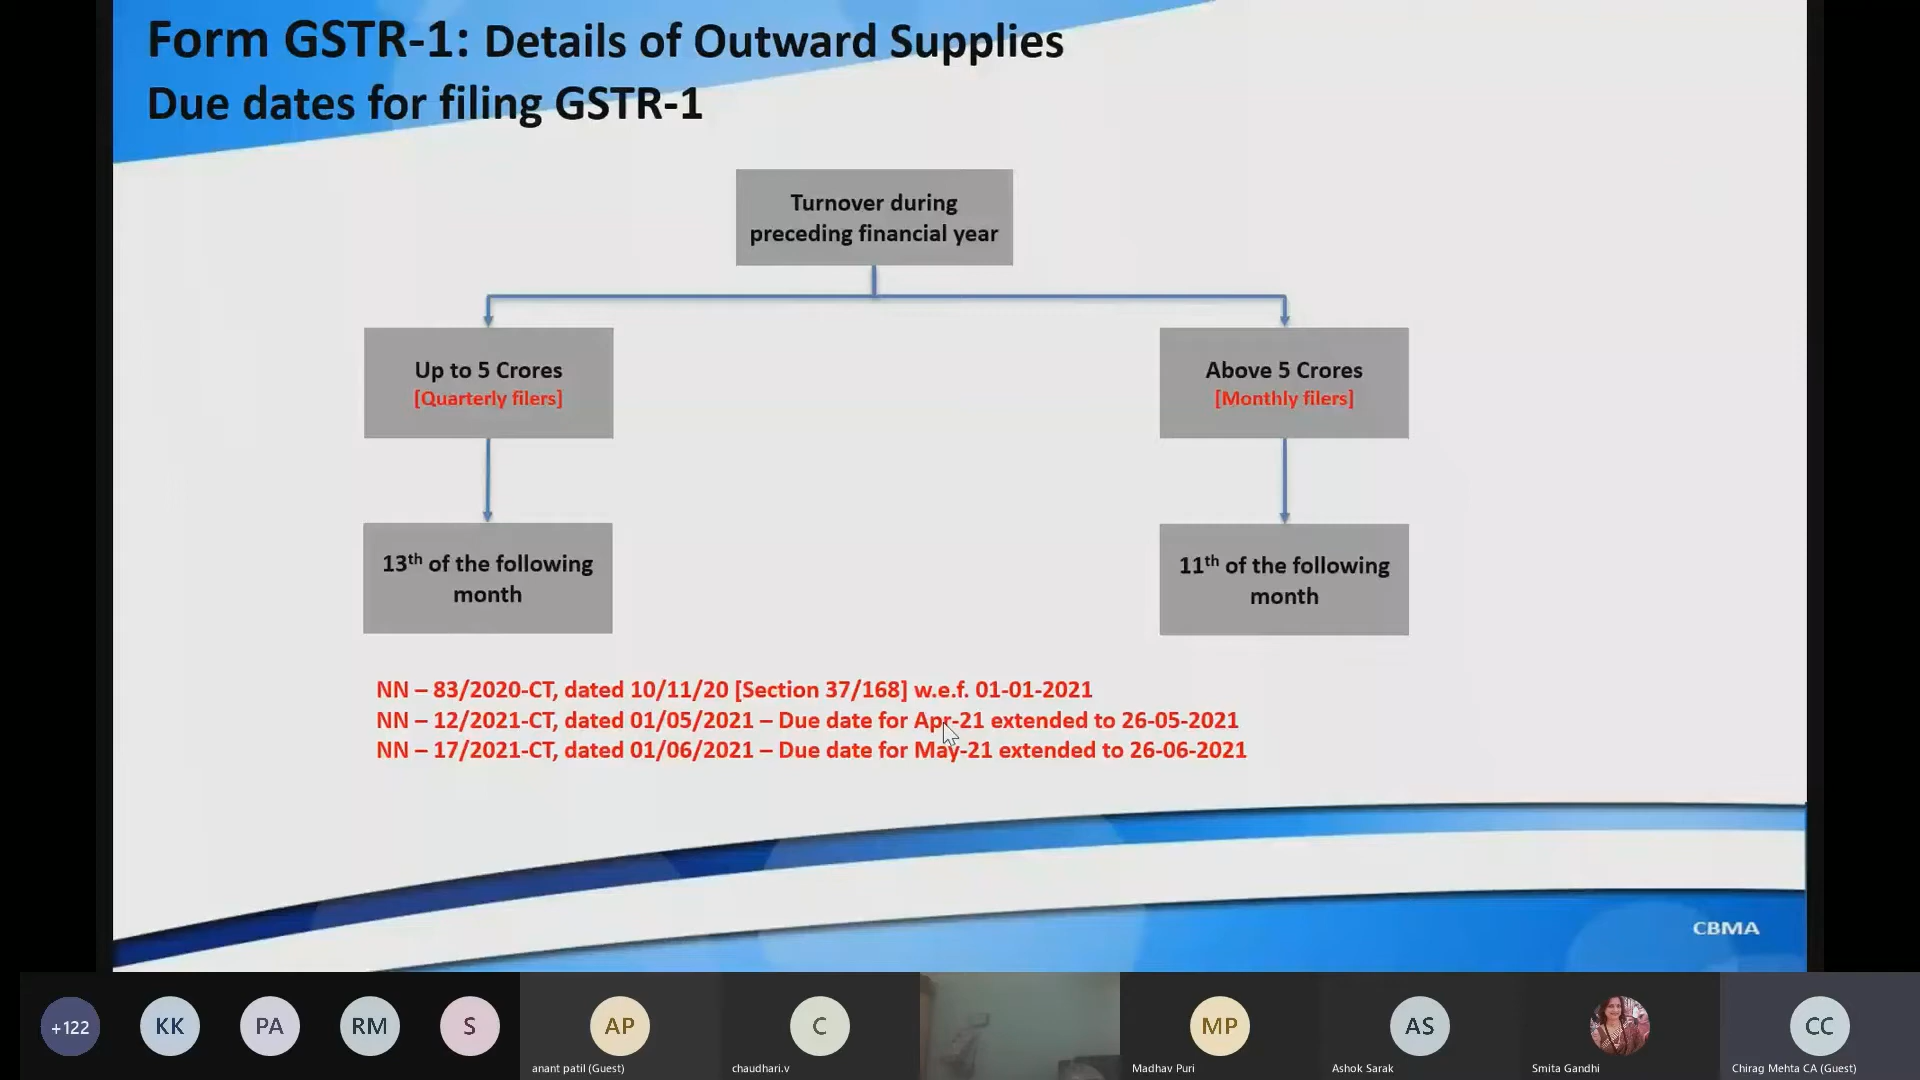 Form GSTR-1: Details of Outward Supplies
Due dates for filing GSTR-1
Turnover during
preceding financial year
Up to 5 Crores
[Quarterly filers]
Above 5 Crores
[Monthly filers]
13th of the following
month
11th of the following
month
NN – 83/2020-CT, dated 10/11/20 [Section 37/168] w.e.f. 01-01-2021
NN – 12/2021-CT, dated 01/05/2021 – Due date for Apr-21 extended to 26-05-2021
NN – 17/2021-CT, dated 01/06/2021 – Due date for May-21 extended to 26-06-2021
CBMA
+122
KK
PA
RM
S
AP
anant patil (Guest)
C
chaudhari.v
MP
Madhav Puri
AS
Ashok Sarak
Smita Gandhi
CC
Chirag Mehta CA (Guest)